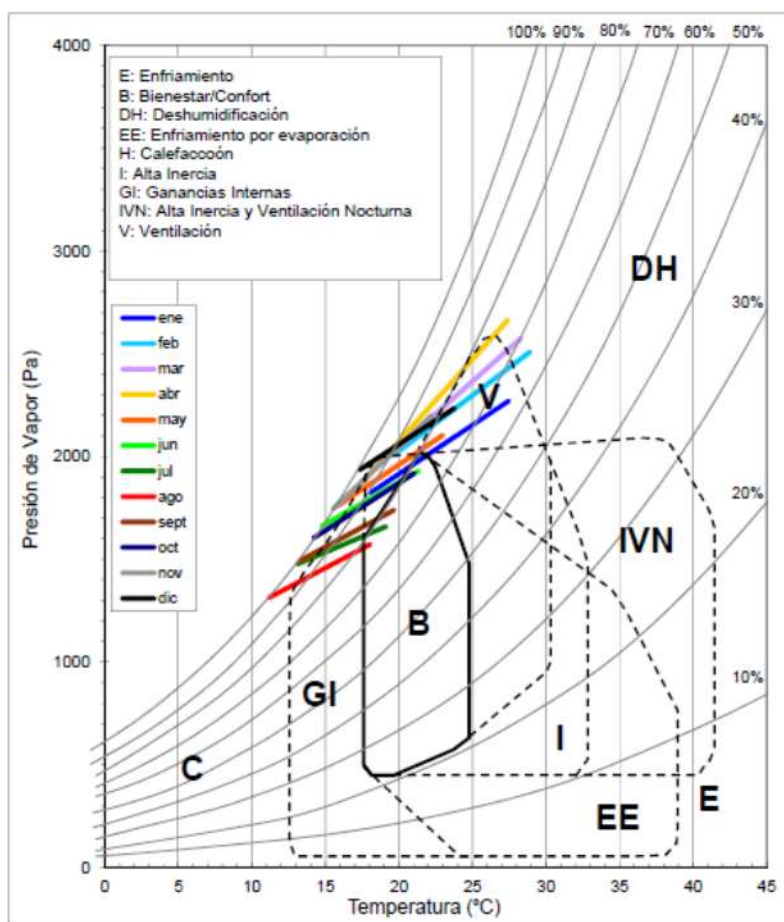 100% 90% 80% 70% 60% 50%
4000
E: Enfriamiento
B: Bienestar/Confort
DH: Deshumidificación
EE: Enfriamiento por evaporación
H: Calefaccoón
I: Alta Inercia
GI: Ganancias Internas
IVN: Alta Inercia y Ventilación Nocturna
V: Ventilación
40%
DH
3000
30%
ene
feb
mar
abr
may
jun
jul
ago
sept
oct
nov
dic
Presión de Vapor (Pa)
V
2000
20%
IVN
B
1000
10%
GI
C
I
E
EE
0
0 5 10 15 20 25 30 35 40 45
Temperatura (ºC)